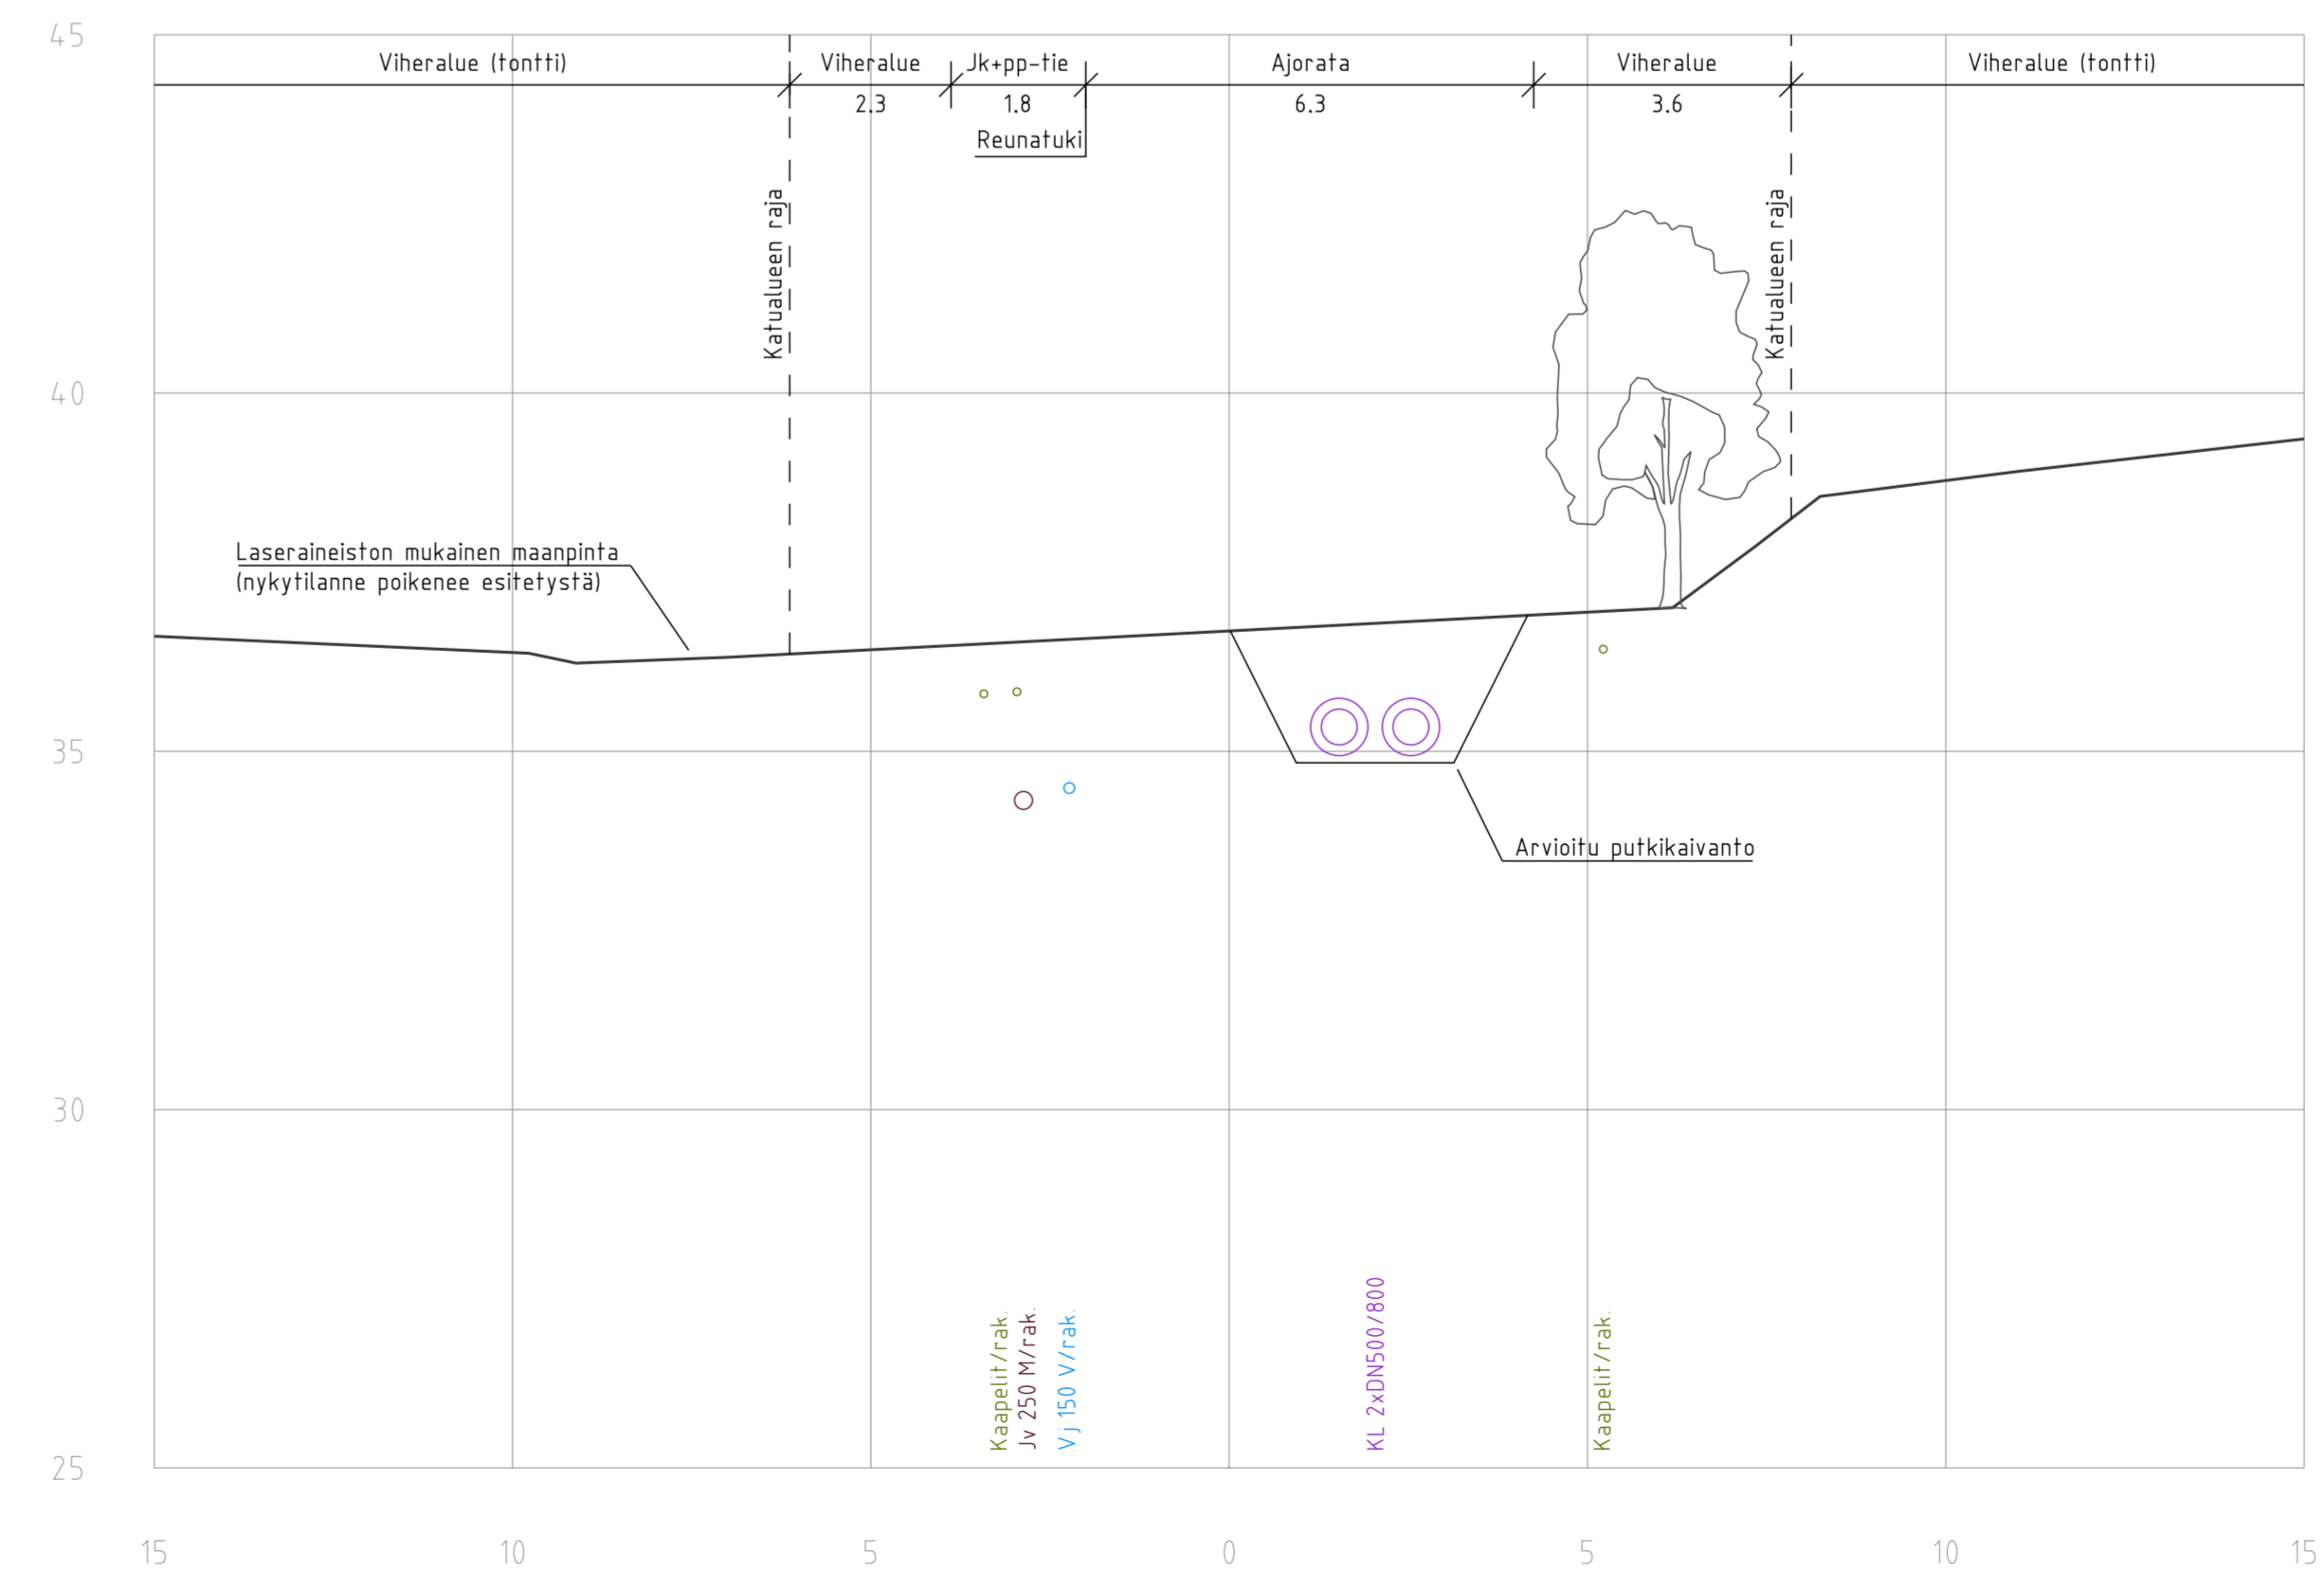 45
Viheralue (tontti)
Viheralue
Jk+pp-tie
Ajorata
Viheralue
Viheralue (tontti)
2.3
1.8
6.3
3.6
Reunatuki
Katualueen raja
Katualueen raja
40
Laseraineiston mukainen maanpinta
(nykytilanne poikenee esitetystä)
35
Arvioitu putkikaivanto
30
Kaapelit/rak.
Jv 250 M/rak.
Vj 150 V/rak.
KL 2xDN500/800
Kaapelit/rak.
25
15
10
5
0
5
10
15